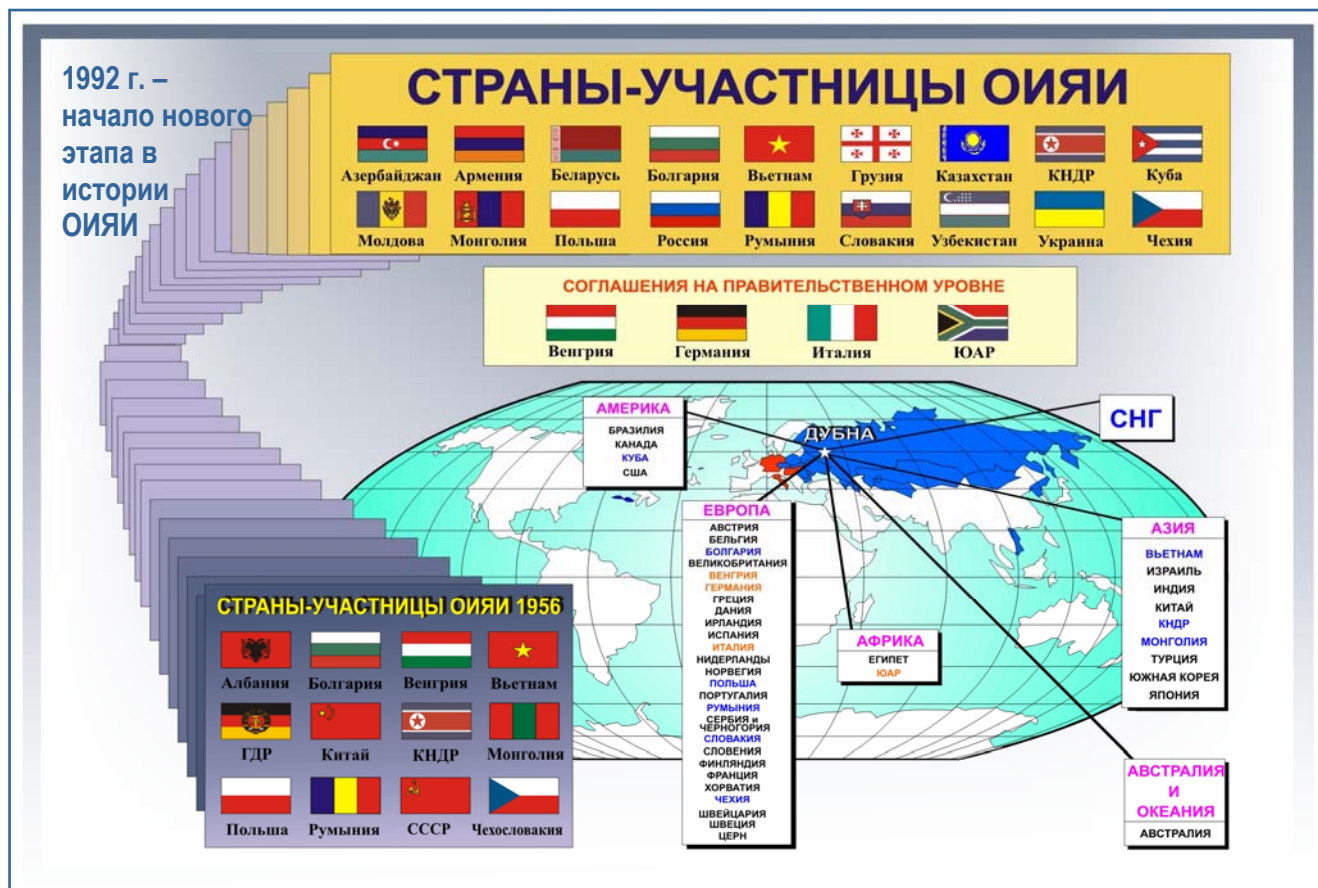 1992 г. –
начало нового
этапа в
истории
ОИЯИ
СТРАНЫ-УЧАСТНИЦЫ ОИЯИ
Азербайджан Армения Беларусь Болгария Вьетнам Грузия Казахстан КНДР Куба
Молдова Монголия Польша Россия Румыния Словакия Узбекистан Украина Чехия
СОГЛАШЕНИЯ НА ПРАВИТЕЛЬСТВЕННОМ УРОВНЕ
Венгрия Германия Италия ЮАР
АМЕРИКА
БРАЗИЛИЯ
КАНАДА
КУБА
США
ДУБНА
СНГ
ЕВРОПА
АВСТРИЯ
БЕЛЬГИЯ
БОЛГАРИЯ
ВЕЛИКОБРИТАНИЯ
ВЕНГРИЯ
ГЕРМАНИЯ
ГРЕЦИЯ
ДАНИЯ
ИРЛАНДИЯ
ИСПАНИЯ
ИТАЛИЯ
НИДЕРЛАНДЫ
НОРВЕГИЯ
ПОЛЬША
ПОРТУГАЛИЯ
РУМЫНИЯ
СЕРБИЯ и
ЧЕРНОГОРИЯ
СЛОВАКИЯ
СЛОВЕНИЯ
ФИНЛЯНДИЯ
ФРАНЦИЯ
ХОРВАТИЯ
ЧЕХИЯ
ШВЕЙЦАРИЯ
ШВЕЦИЯ
ЦЕРН
АФРИКА
ЕГИПЕТ
ЮАР
АЗИЯ
ВЬЕТНАМ
ИЗРАИЛЬ
ИНДИЯ
КИТАЙ
КНДР
МОНГОЛИЯ
ТУРЦИЯ
ЮЖНАЯ КОРЕЯ
ЯПОНИЯ
АВСТРАЛИЯ
И
ОКЕАНИЯ
АВСТРАЛИЯ
СТРАНЫ-УЧАСТНИЦЫ ОИЯИ 1956
Албания Болгария Венгрия Вьетнам
ГДР Китай КНДР Монголия
Польша Румыния СССР Чехословакия